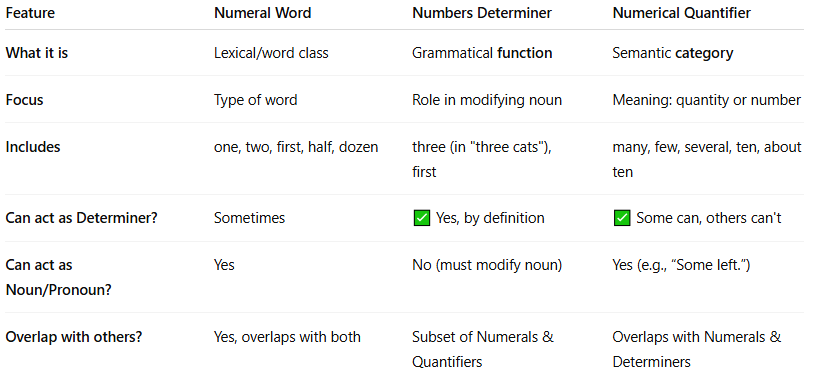 Feature Numeral Word Numbers Determiner Numerical Quantifier
What it is Lexical/word class Grammatical function Semantic category
Focus Type of word Role in modifying noun Meaning: quantity or number
Includes one, two, first, half, dozen three (in "three cats"), many, few, several, ten, about
first ten
Can act as Determiner? Sometimes ✅ Yes, by definition ✅ Some can, others can't
Can act as Yes No (must modify noun) Yes (e.g., “Some left.”)
Noun/Pronoun?
Overlap with others? Yes, overlaps with both Subset of Numerals & Overlaps with Numerals &
Quantifiers Determiners